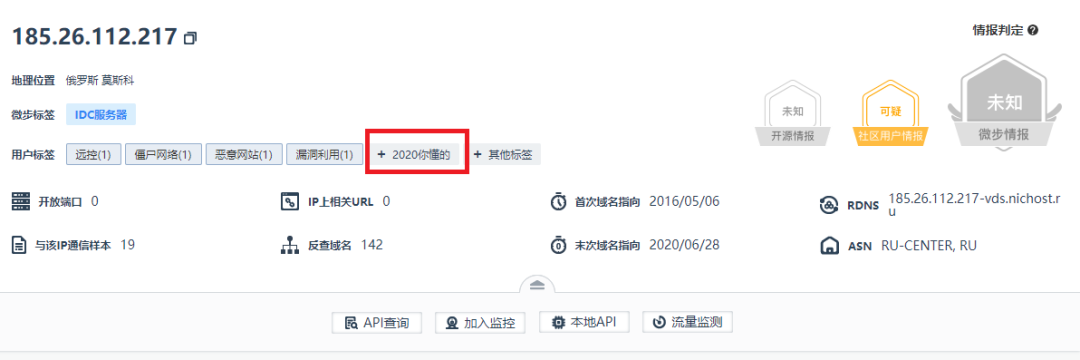 185.26.112.217
情报判定
地理位置 俄罗斯 莫斯科
微步标签 IDC服务器
未知 开源情报
可疑 社区用户情报
未知 微步情报
用户标签 远控(1) 僵尸网络(1) 恶意网站(1) 漏洞利用(1) + 2020你懂的 + 其他标签
开放端口 0 IP上相关URL 0 首次域名指向 2016/05/06 RDNS 185.26.112.217-vds.nichost.r
u
与该IP通信样本 19 反查域名 142 末次域名指向 2020/06/28 ASN RU-CENTER, RU
API查询 加入监控 本地API 流量监测